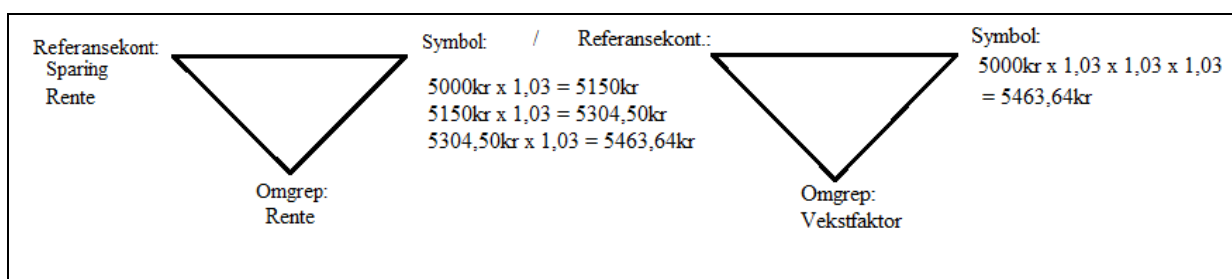 Referansekont:
Sparing
Rente
Symbol: / Referansekont.:
5000kr x 1,03 = 5150kr
5150kr x 1,03 = 5304,50kr
5304,50kr x 1,03 = 5463,64kr
Symbol:
5000kr x 1,03 x 1,03 x 1,03
= 5463,64kr
Omgrep:
Rente
Omgrep:
Vekstfaktor